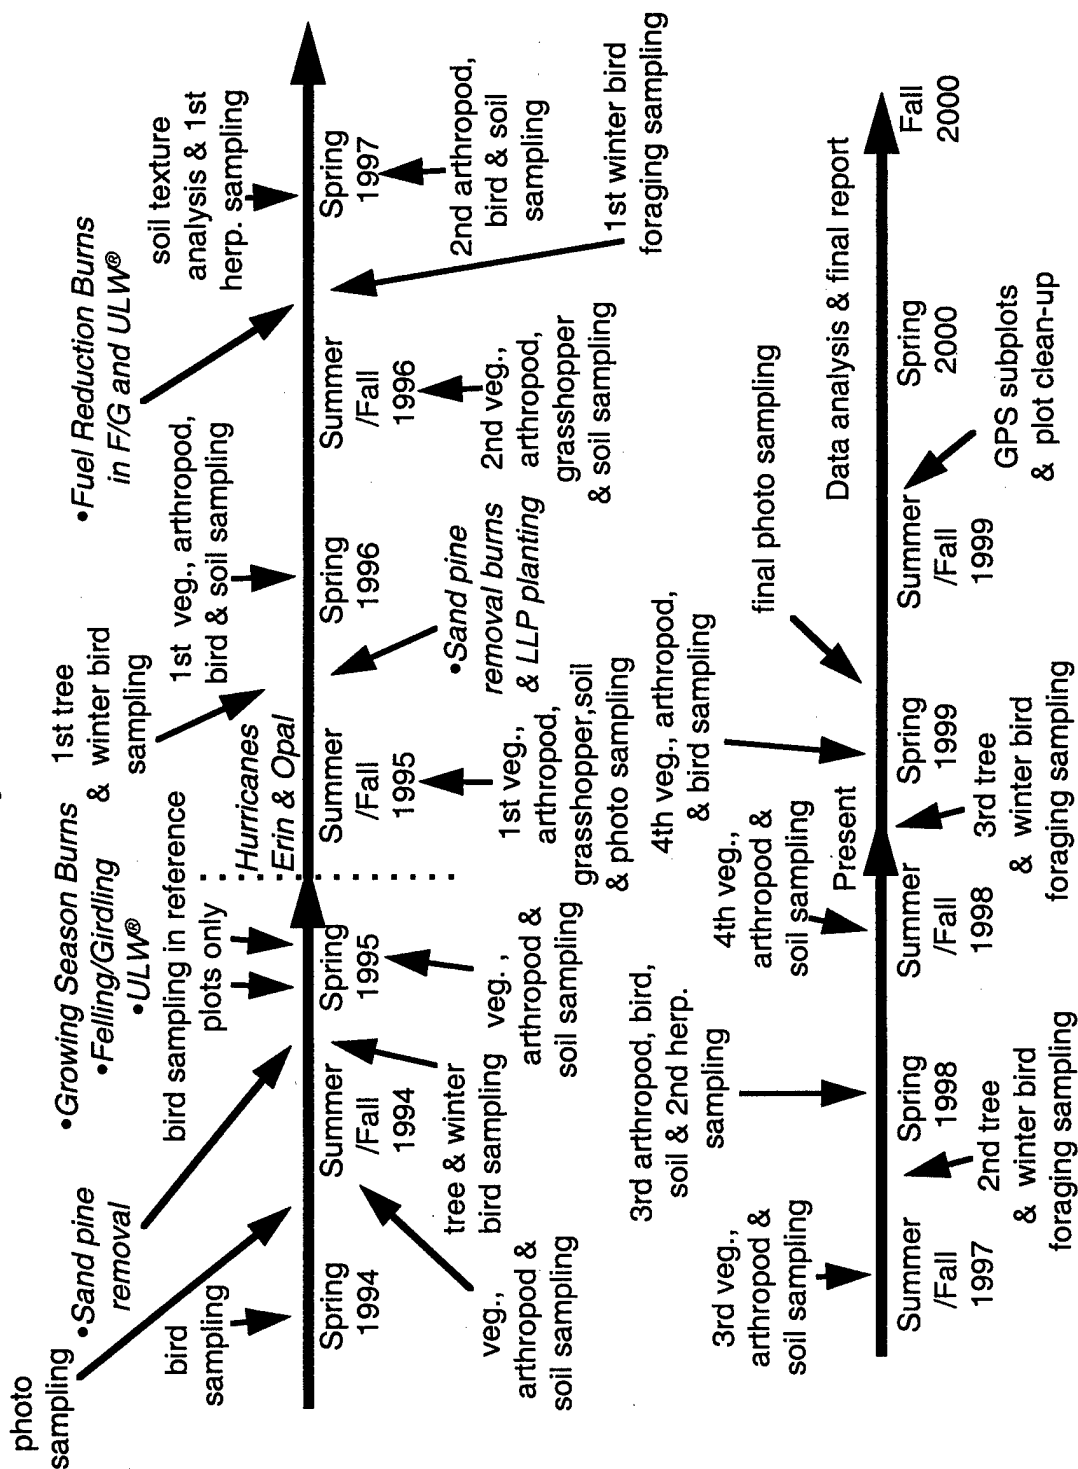 photo
sampling
•Sand pine
removal
bird
sampling
•Growing Season Burns
•Felling/Girdling
•ULW®
bird sampling in reference
plots only
1st tree
& winter bird
sampling
Hurricanes
Erin & Opal
1st veg., arthropod,
bird & soil sampling
•Fuel Reduction Burns
in F/G and ULW®
soil texture
analysis & 1st
herp. sampling
Spring
1994
Summer
/Fall
1994
Spring
1995
Summer
/Fall
1995
Spring
1996
Summer
/Fall
1996
Spring
1997
veg.,
arthropod &
soil sampling
tree & winter
bird sampling
veg.,
arthropod &
soil sampling
1st veg.,
arthropod,
grasshopper,soil
& photo sampling
•Sand pine
removal burns
& LLP planting
2nd veg.,
arthropod,
grasshopper
& soil sampling
2nd arthropod,
bird & soil
sampling
1st winter bird
foraging sampling
3rd veg.,
arthropod &
soil sampling
3rd arthropod, bird,
soil & 2nd herp.
sampling
4th veg.,
arthropod &
soil sampling
Present
4th veg., arthropod,
& bird sampling
final photo sampling
Data analysis & final report
Summer
/Fall
1997
Spring
1998
Summer
/Fall
1998
Spring
1999
Summer
/Fall
1999
Spring
2000
Fall
2000
2nd tree
& winter bird
foraging sampling
3rd tree
& winter bird
foraging sampling
GPS subplots
& plot clean-up